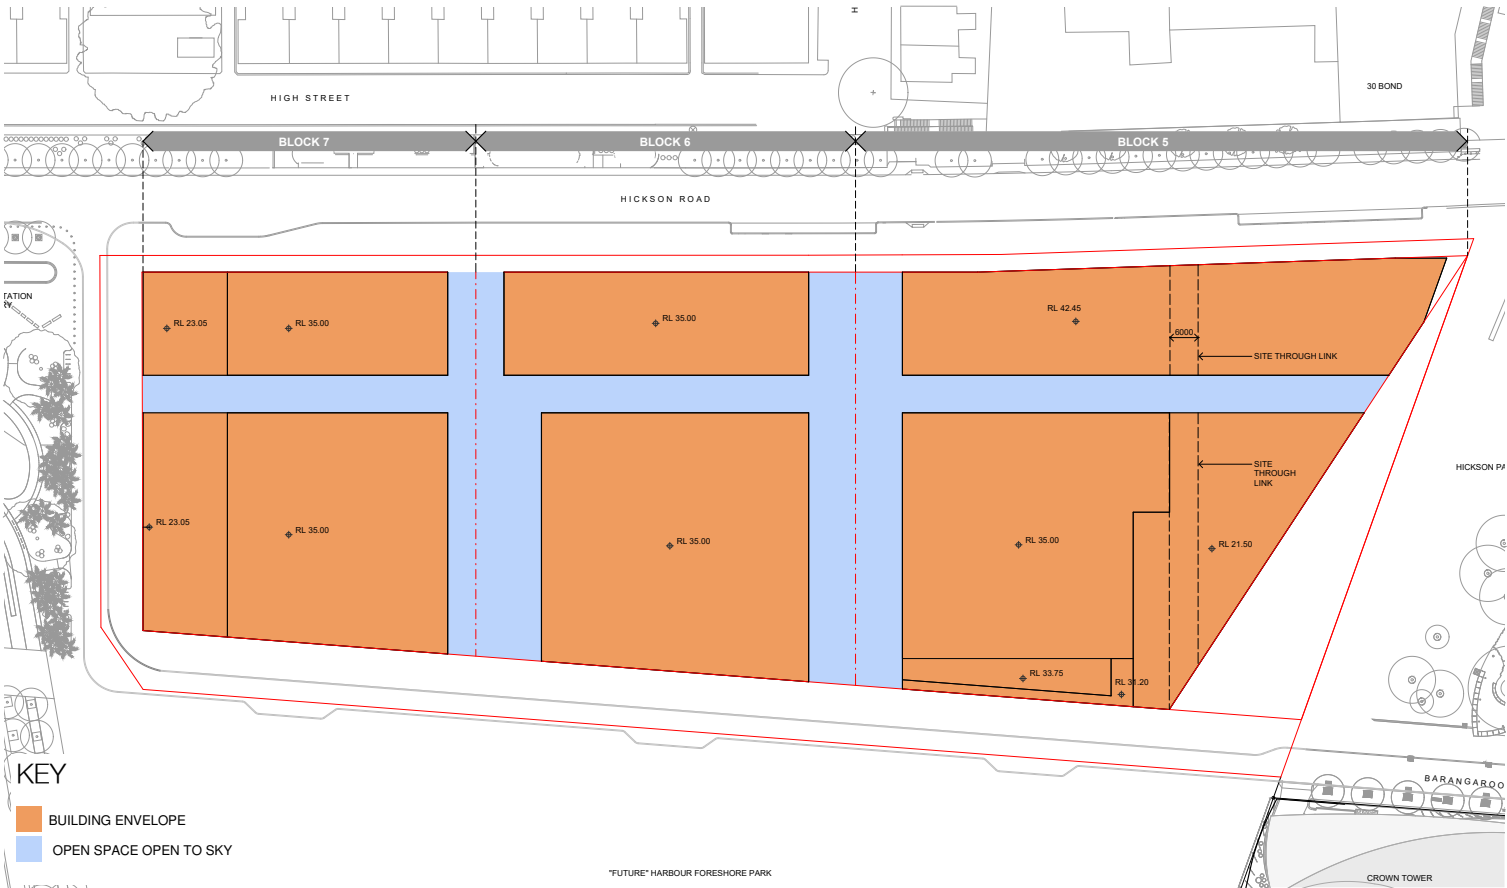 H
30 BOND
HIGH STREET
BLOCK 7
BLOCK 6
BLOCK 5
HICKSON ROAD
TATION
RL 23.05
RL 35.00
RL 35.00
RL 42.45
6000
SITE THROUGH LINK
SITE
THROUGH
LINK
HICKSON PA
RL 23.05
RL 35.00
RL 35.00
RL 35.00
RL 21.50
RL 33.75
RL 31.20
KEY
BARANGAROO
BUILDING ENVELOPE
OPEN SPACE OPEN TO SKY
"FUTURE" HARBOUR FORESHORE PARK
CROWN TOWER